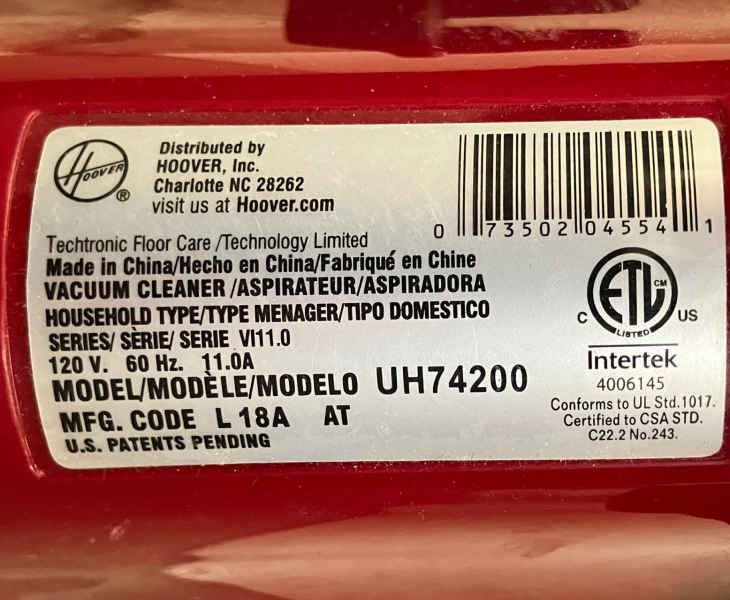 HOOVER®
Distributed by
HOOVER, Inc.
Charlotte NC 28262
visit us at Hoover.com
0 73502 04554 1
Techtronic Floor Care /Technology Limited
Made in China/Hecho en China/Fabriqué en Chine
VACUUM CLEANER /ASPIRATEUR/ASPIRADORA
HOUSEHOLD TYPE/TYPE MENAGER/TIPO DOMESTICO
SERIES/ SÈRIE/ SERIE VI11.0
120 V. 60 Hz. 11.0A
MODEL/MODÈLE/MODELO UH74200
MFG. CODE L 18A AT
U.S. PATENTS PENDING
ETL CM
C US
LISTED
Intertek
4006145
Conforms to UL Std.1017.
Certified to CSA STD.
C22.2 No.243.